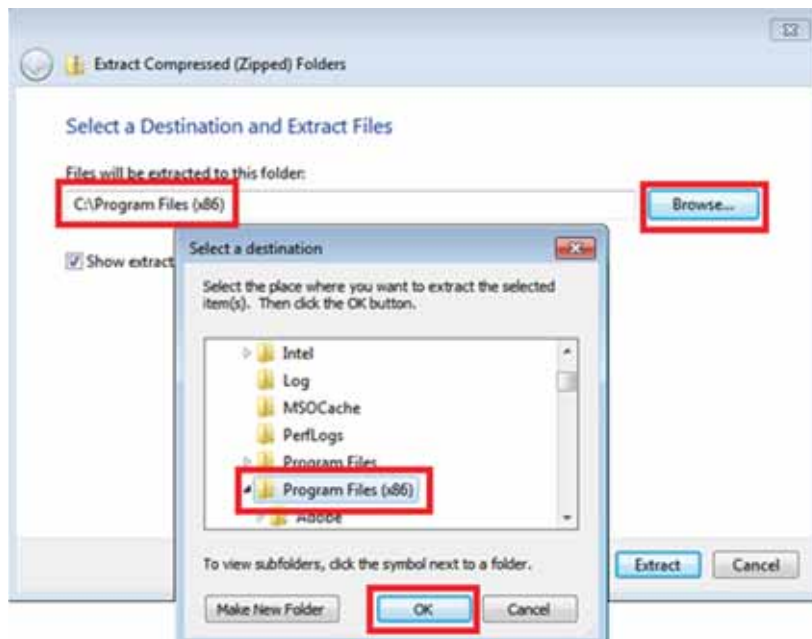 Extract Compressed (Zipped) Folders
Select a Destination and Extract Files
Files will be extracted to this folder:
C:\Program Files (x86)
Browse...
Show extract
Select a destination
Select the place where you want to extract the selected
item(s). Then click the OK button.
Intel
Log
MSOCache
PerfLogs
Program Files
Program Files (x86)
Adobe
To view subfolders, click the symbol next to a folder.
Make New Folder
OK
Cancel
Extract
Cancel